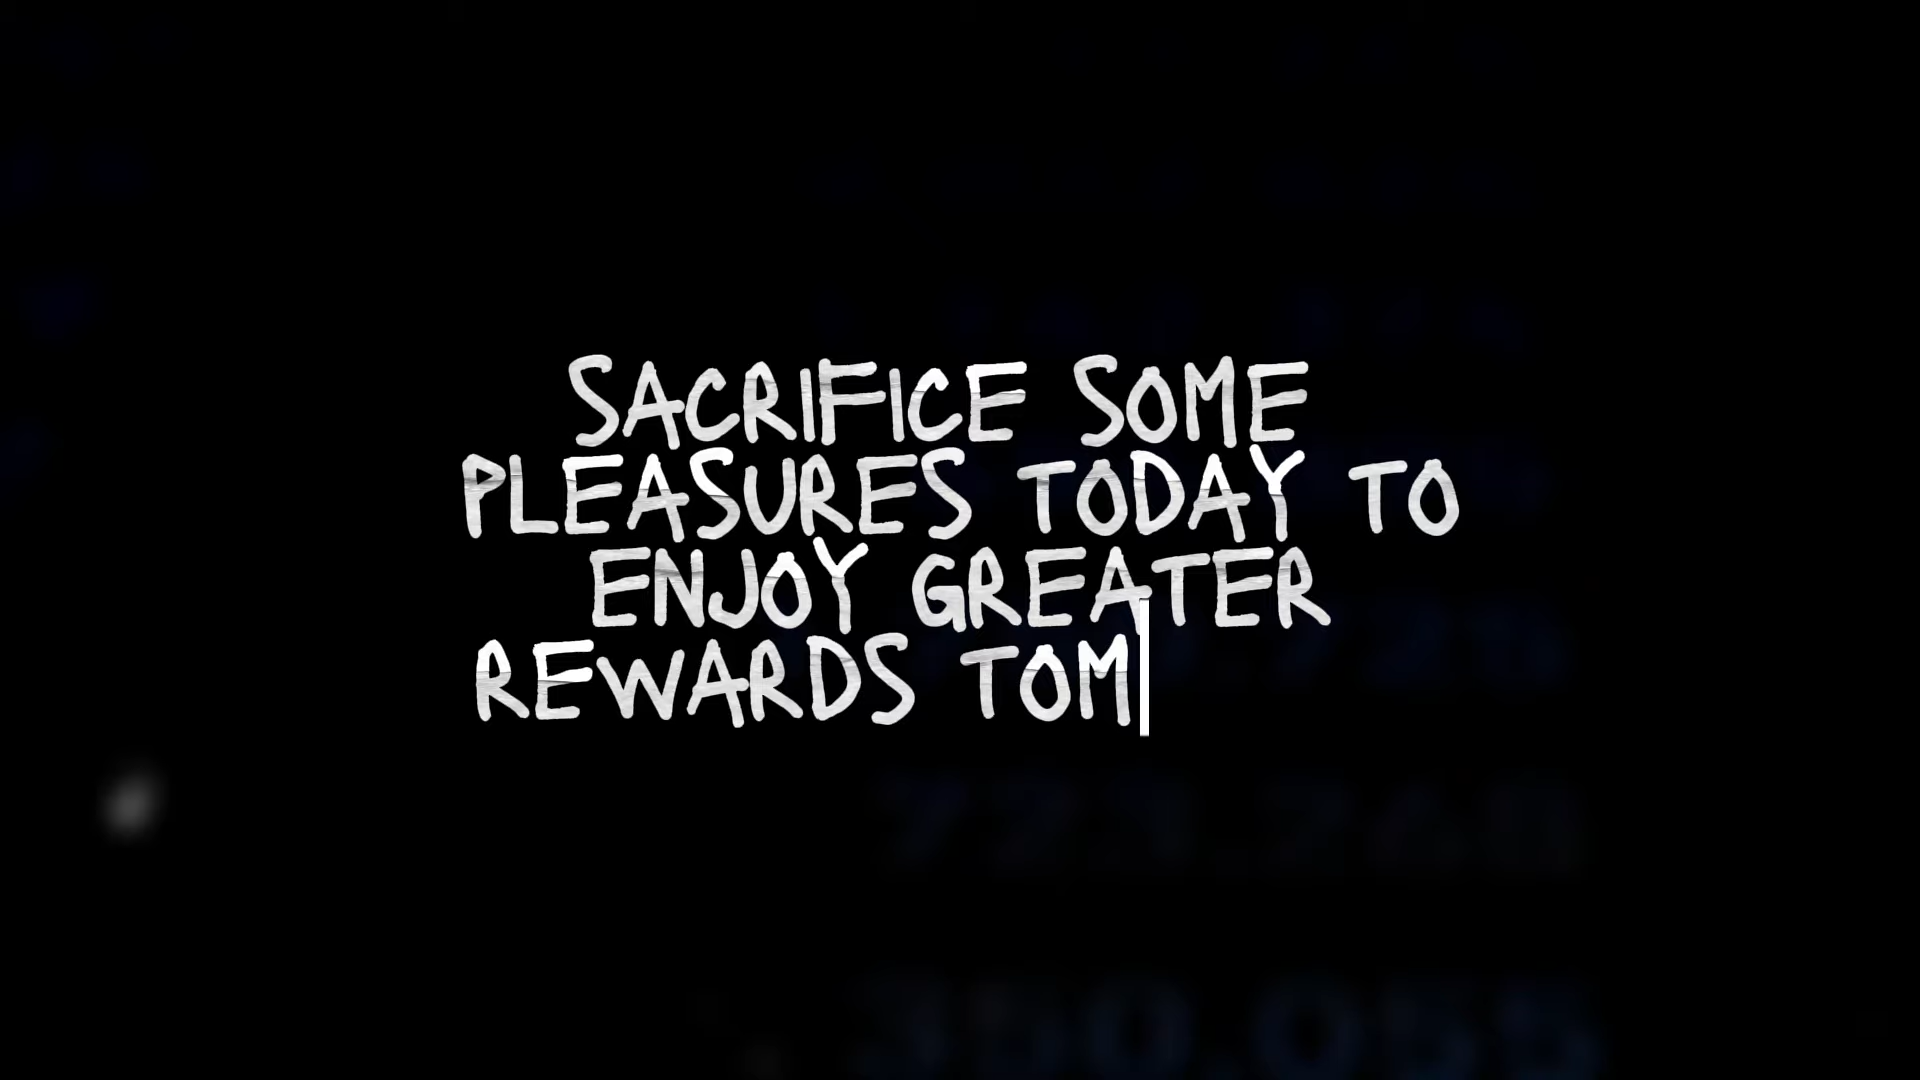 SACRIFICE SOME
PLEASURES TODAY TO
ENJOY GREATER
REWARDS TOM